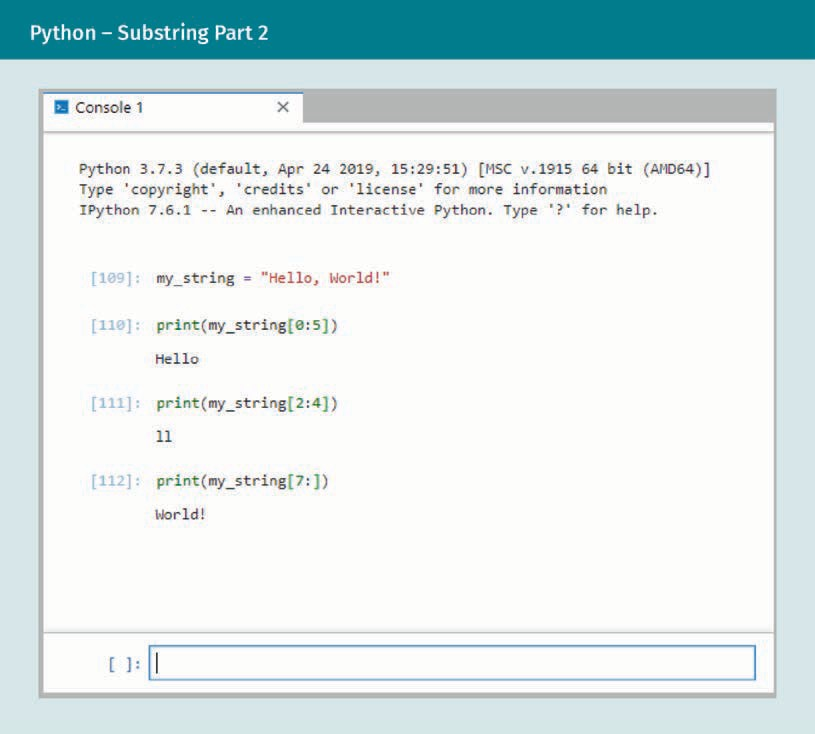 Python – Substring Part 2
Console 1
Python 3.7.3 (default, Apr 24 2019, 15:29:51) [MSC v.1915 64 bit (AMD64)]
Type 'copyright', 'credits' or 'license' for more information
IPython 7.6.1 -- An enhanced Interactive Python. Type '?' for help.
[109]: my_string = "Hello, World!"
[110]: print(my_string[0:5])
Hello
[111]: print(my_string[2:4])
ll
[112]: print(my_string[7:])
World!
[ ]: